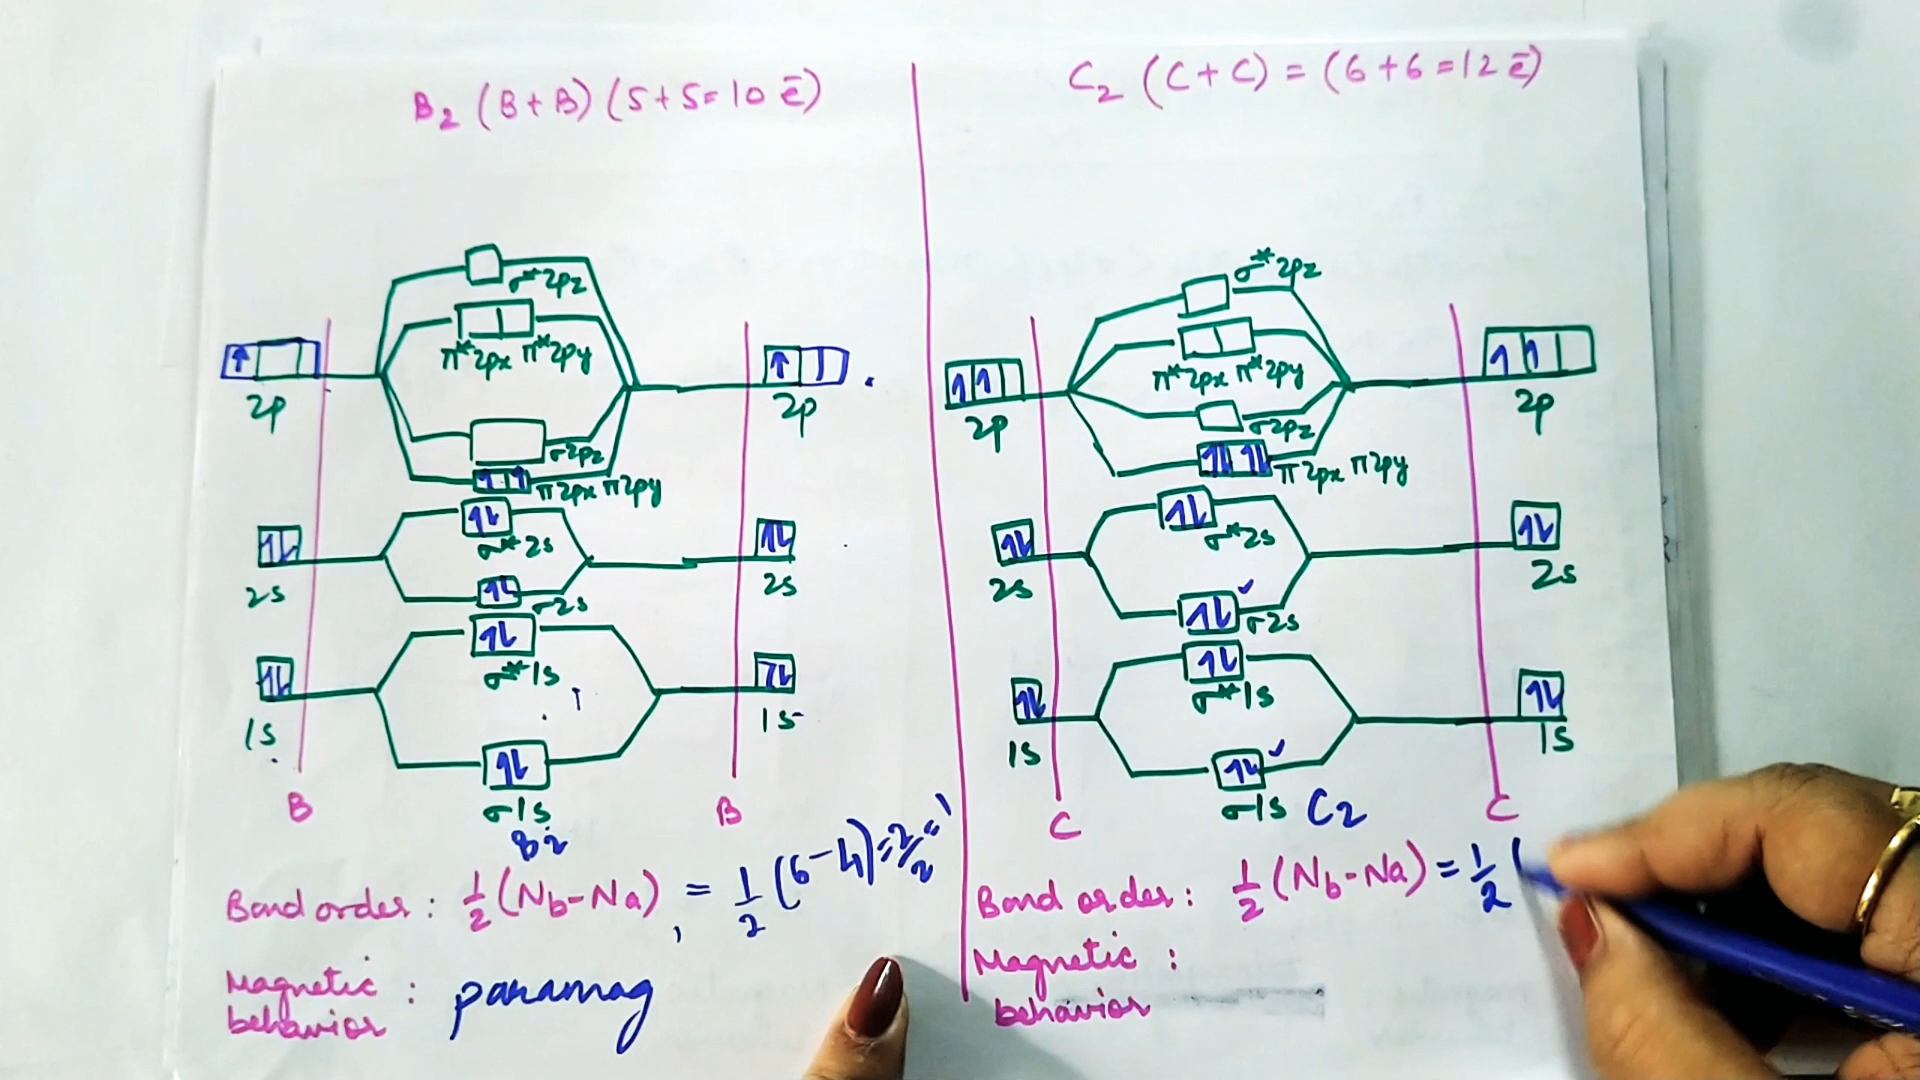 B₂ (B+B) (5+5=10 ē)
σ*2pz
π*2px π*2py
2p
2p
σ2pz
π2px π2py
σ*2s
2s
2s
σ2s
σ*1s
1s
1s
σ1s
B
B
B₂
Bond order: 1/2 (Nb-Na) = 1/2 (6-4) = 2/2 = 1
Magnetic behavior : paramag
C₂ (C+C) = (6+6=12 ē)
σ*2pz
π*2px π*2py
2p
2p
σ2pz
π2px π2py
σ*2s
2s
2s
σ2s
σ*1s
1s
1s
σ1s
C
C₂
C
Bond order: 1/2 (Nb-Na) = 1/2 (
Magnetic behavior :